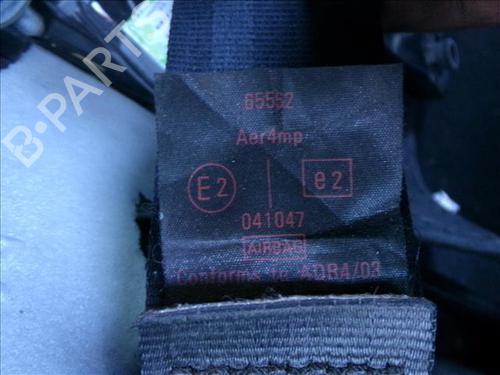 B-PARTS
65552
Aer4mp
E2 e2
041047
AIRBAG
Conforms to ADR4/03